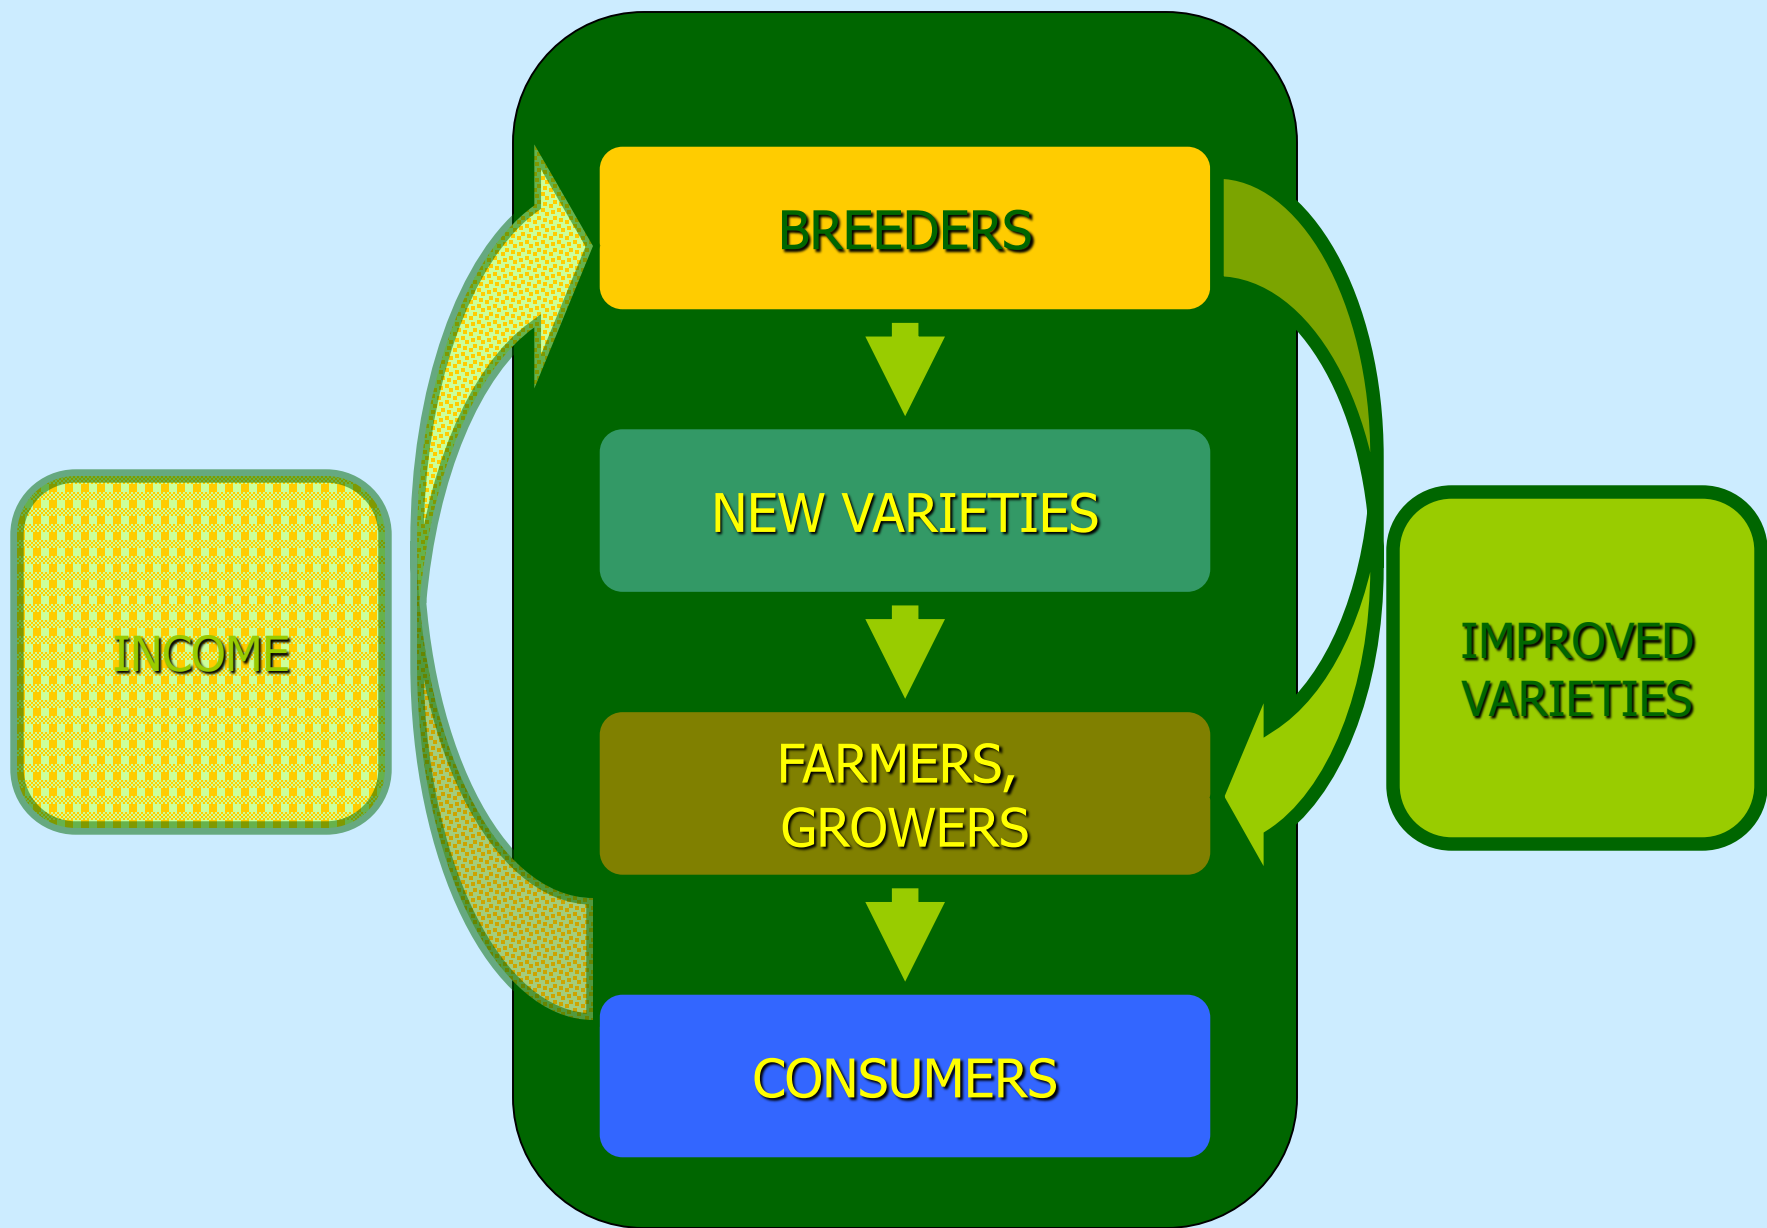 BREEDERS
NEW VARIETIES
FARMERS,
GROWERS
CONSUMERS
INCOME
IMPROVED
VARIETIES